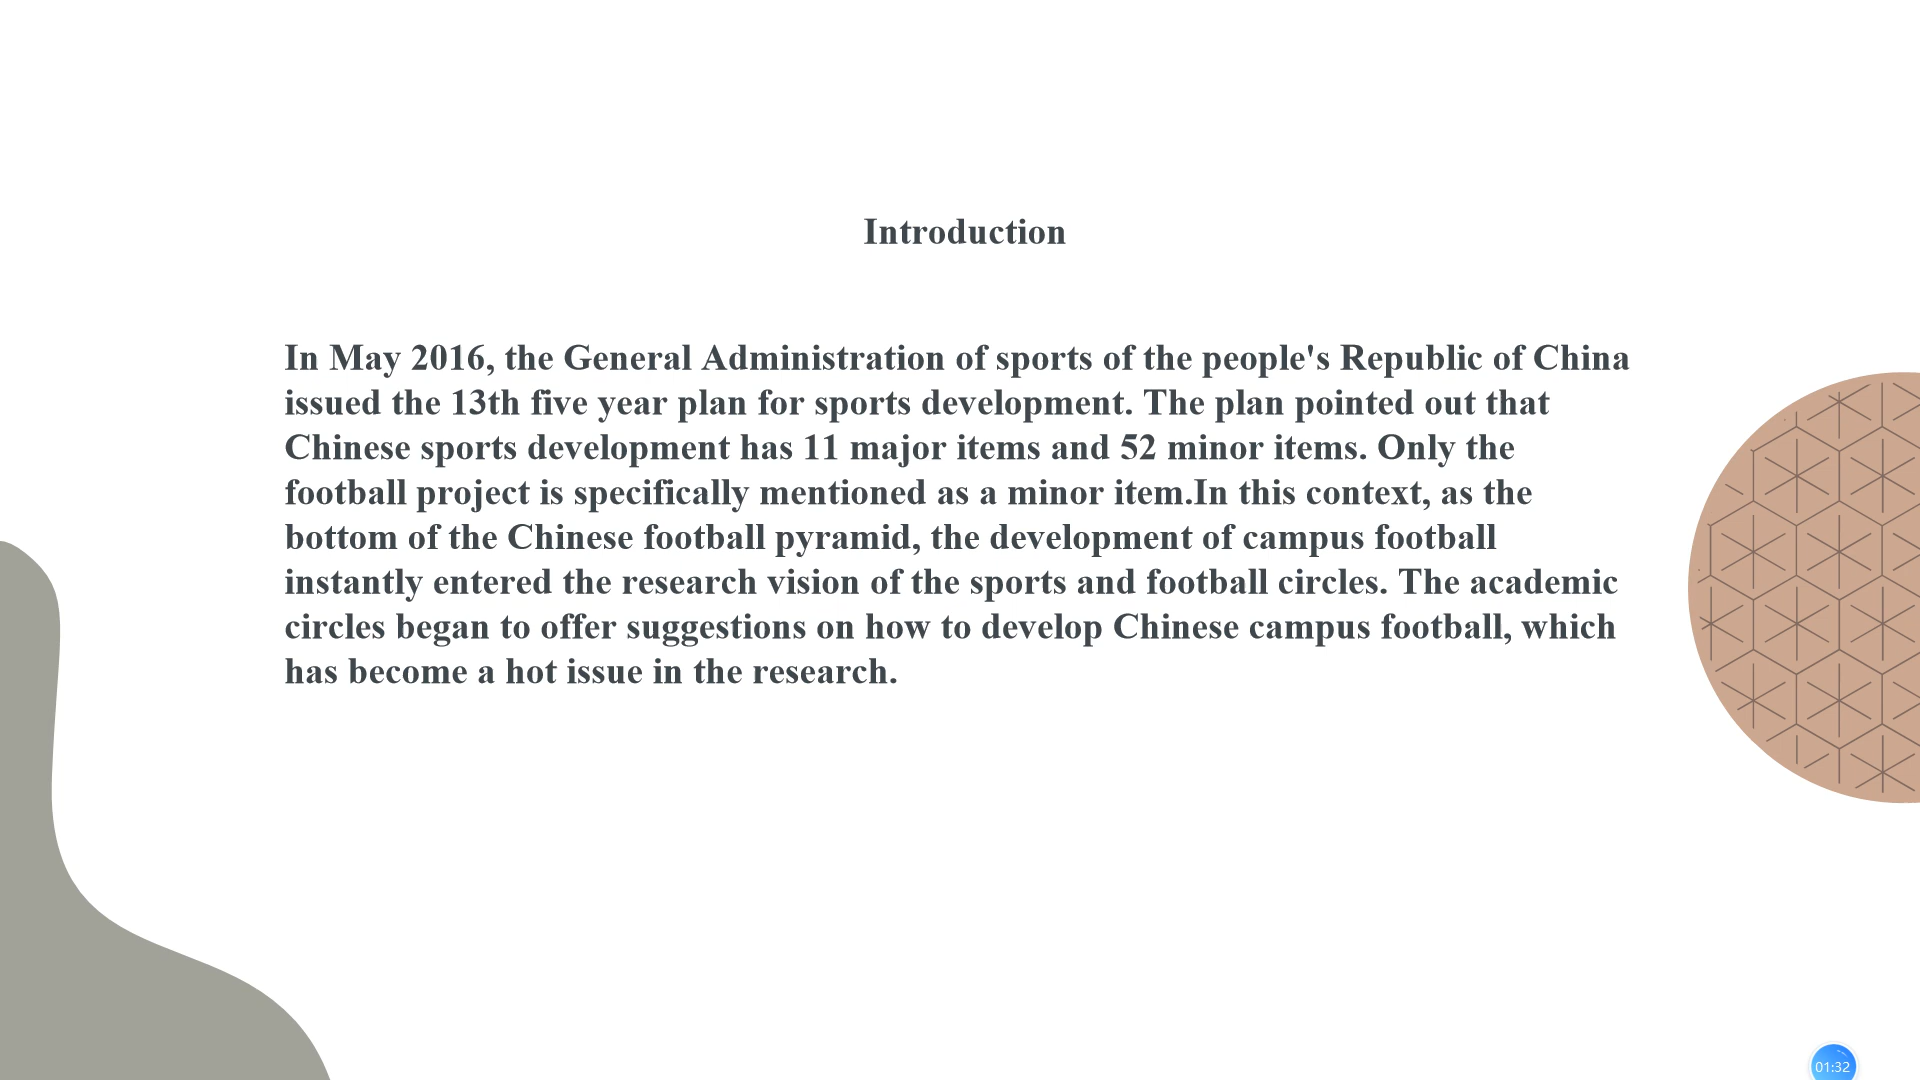 Introduction
In May 2016, the General Administration of sports of the people's Republic of China
issued the 13th five year plan for sports development. The plan pointed out that
Chinese sports development has 11 major items and 52 minor items. Only the
football project is specifically mentioned as a minor item.In this context, as the
bottom of the Chinese football pyramid, the development of campus football
instantly entered the research vision of the sports and football circles. The academic
circles began to offer suggestions on how to develop Chinese campus football, which
has become a hot issue in the research.
01:32